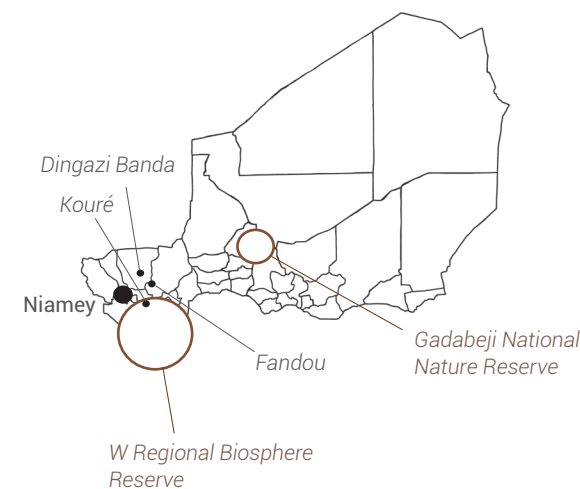 Dingazi Banda
Kouré
Niamey
Fandou
Gadabeji National
Nature Reserve
W Regional Biosphere
Reserve